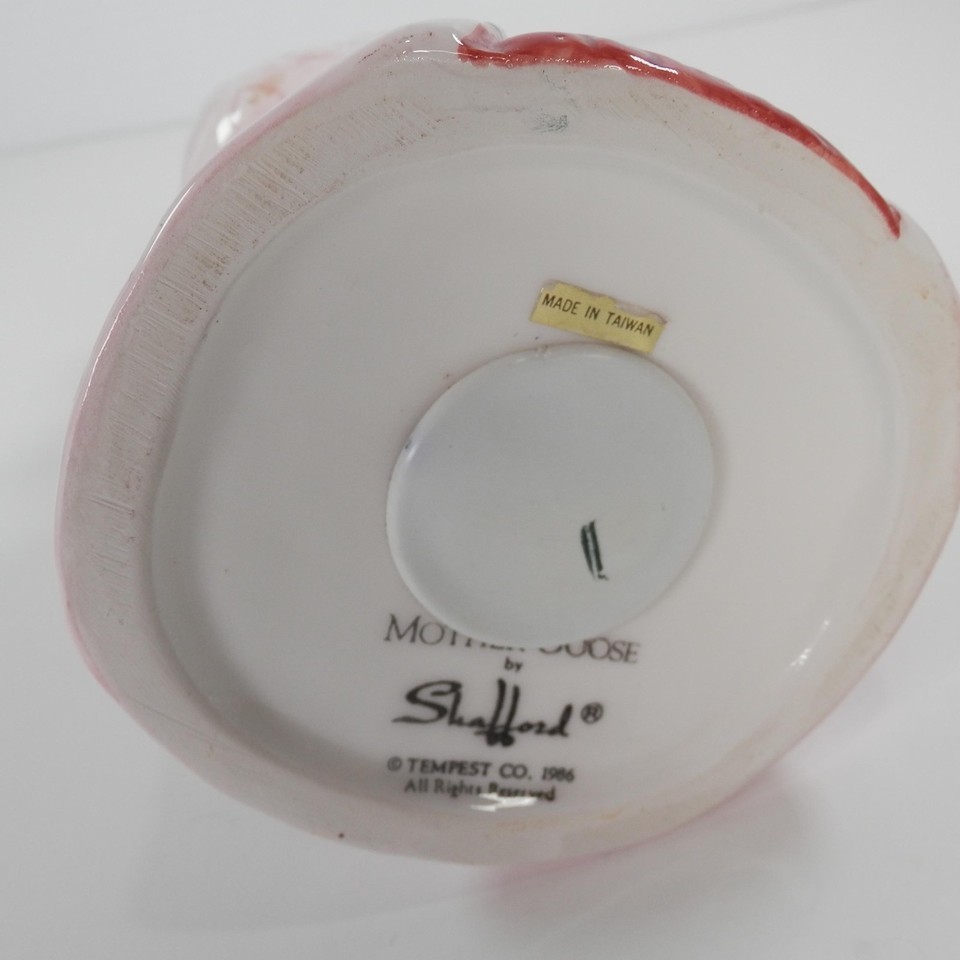 MADE IN TAIWAN
MOTHER GOOSE
by
Shafford®
© TEMPEST CO. 1986
All Rights Reserved